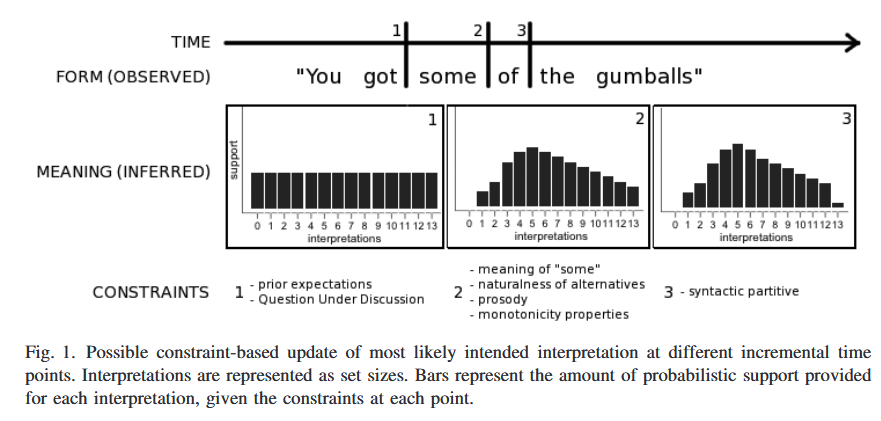 1 2 3
TIME
FORM (OBSERVED) "You got some of the gumballs"
1 2 3
MEANING (INFERRED) support
0 1 2 3 4 5 6 7 8 9 10 11 12 13 0 1 2 3 4 5 6 7 8 9 10 11 12 13 0 1 2 3 4 5 6 7 8 9 10 11 12 13
interpretations interpretations interpretations
CONSTRAINTS
1 - prior expectations
- Question Under Discussion
2 - meaning of "some"
- naturalness of alternatives
- prosody
- monotonicity properties
3 - syntactic partitive
Fig. 1. Possible constraint-based update of most likely intended interpretation at different incremental time
points. Interpretations are represented as set sizes. Bars represent the amount of probabilistic support provided
for each interpretation, given the constraints at each point.